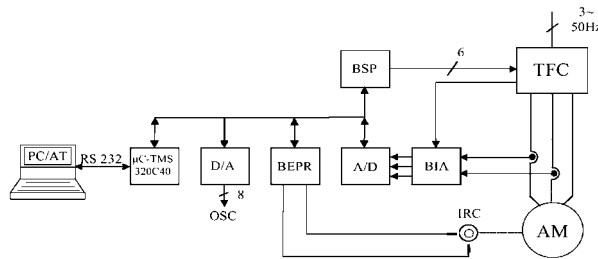 3~
50Hz
6
BSP
TFC
PC/AT
RS 232
μC-TMS
320C40
D/A
BEPR
A/D
BIA
8
OSC
IRC
AM